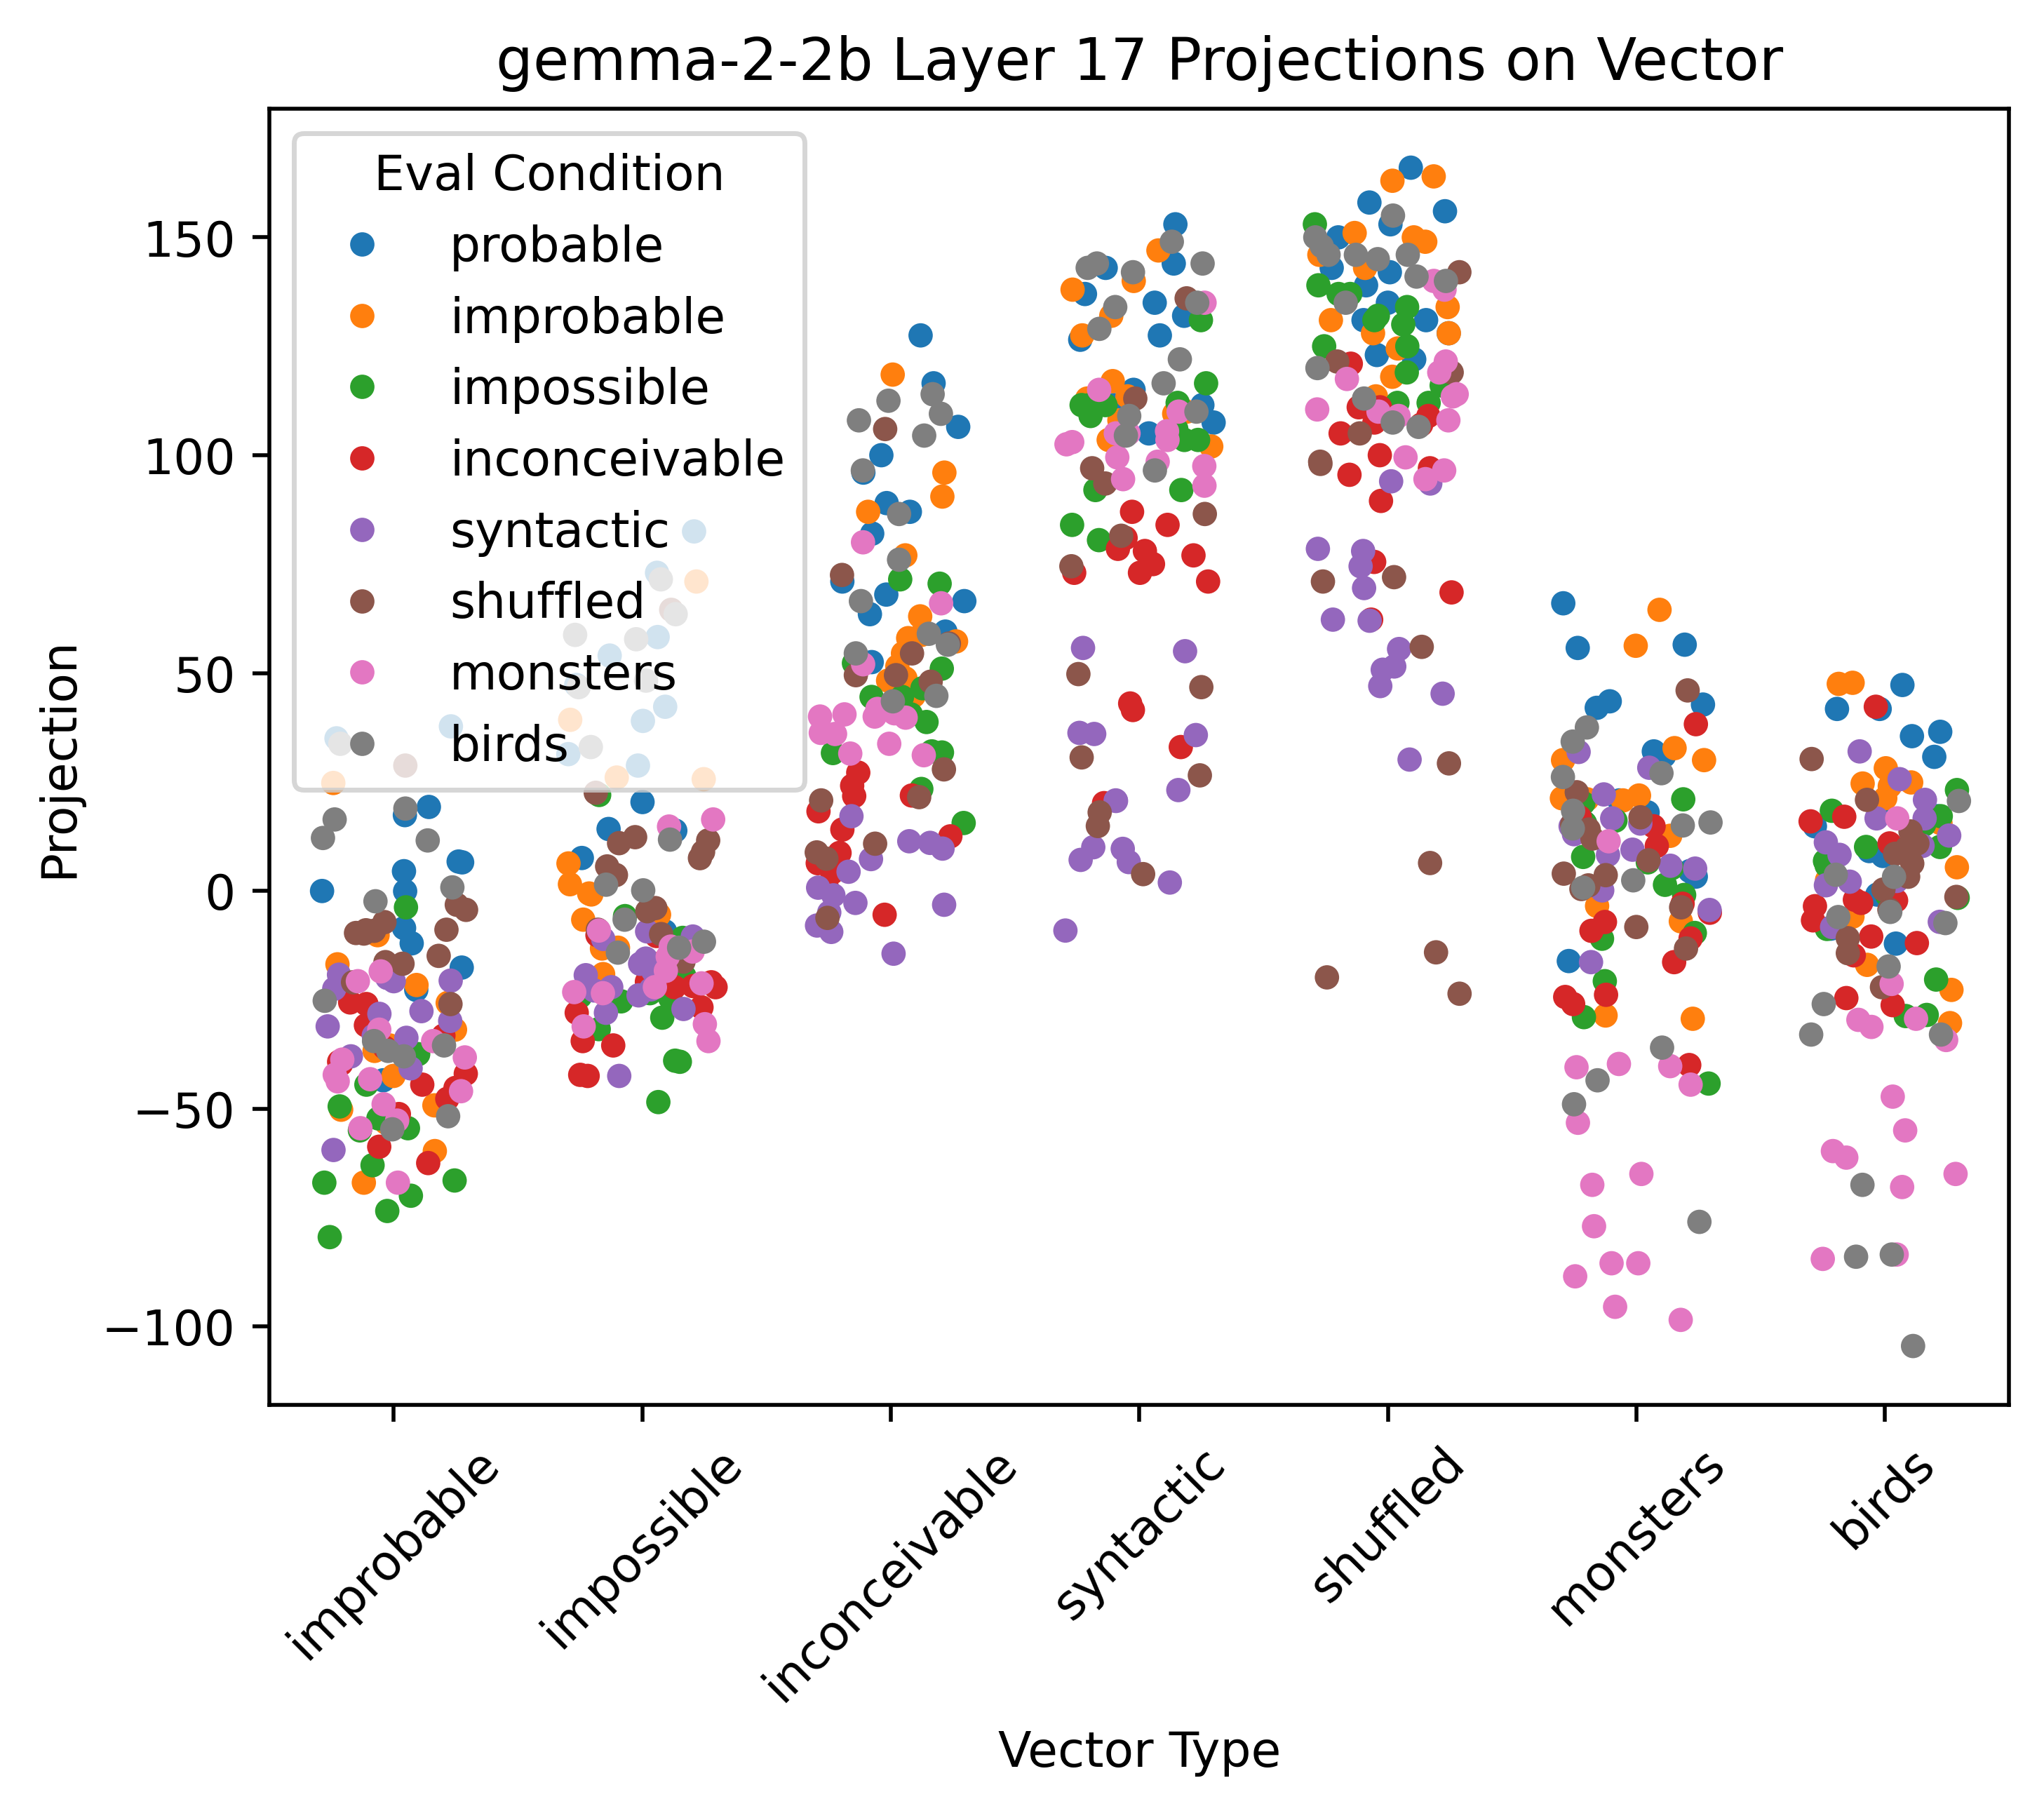 gemma-2-2b Layer 17 Projections on Vector
Eval Condition
probable
improbable
impossible
inconceivable
syntactic
shuffled
monsters
birds
Projection
150
100
50
0
−50
−100
improbable
impossible
inconceivable
syntactic
shuffled
monsters
birds
Vector Type